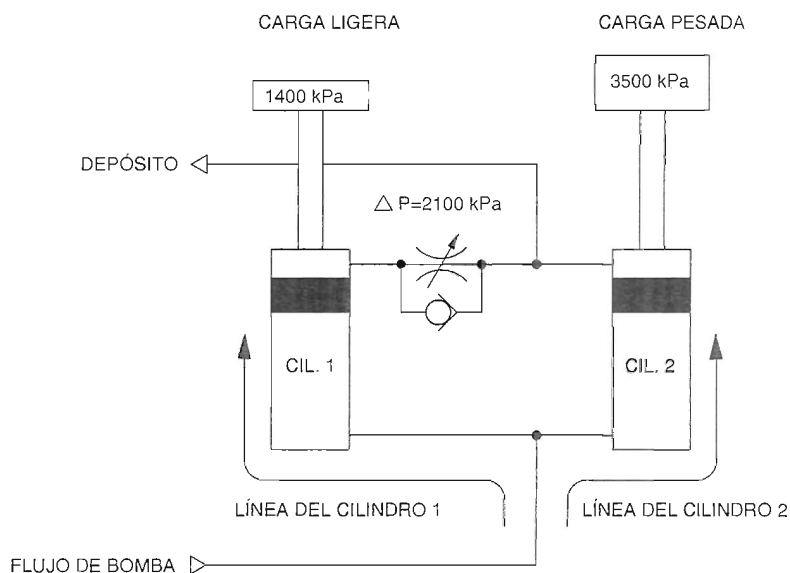 CARGA LIGERA
CARGA PESADA
1400 kPa
3500 kPa
DEPÓSITO
△ P=2100 kPa
CIL. 1
CIL. 2
LÍNEA DEL CILINDRO 1
LÍNEA DEL CILINDRO 2
FLUJO DE BOMBA